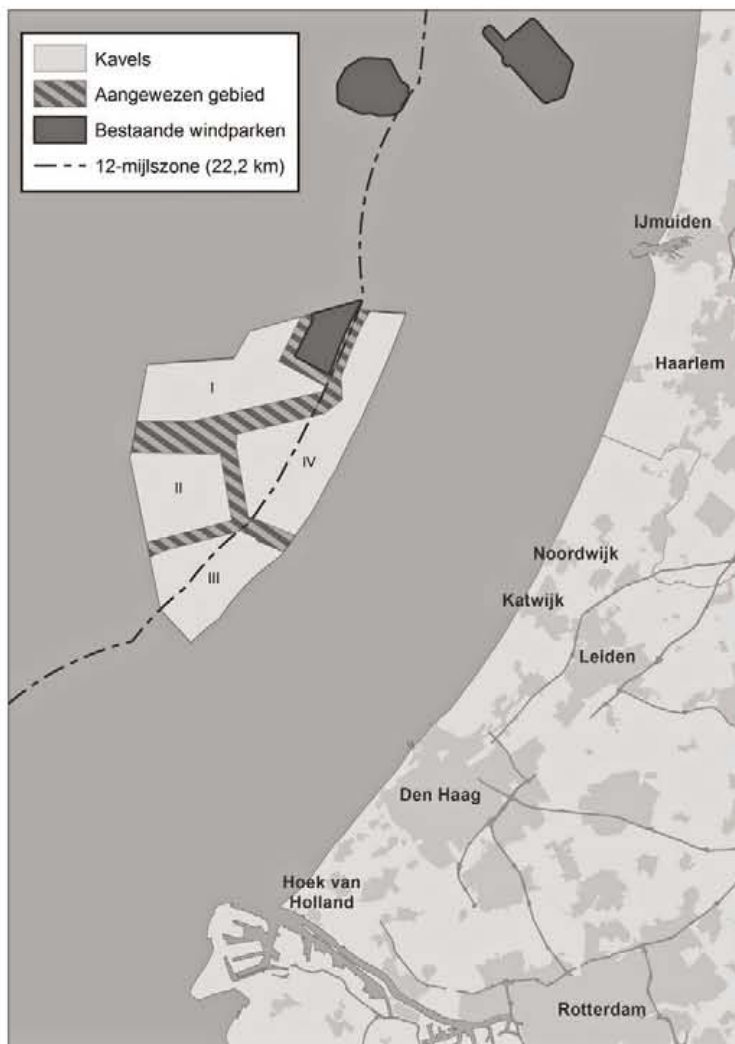 Kavels
Aangewezen gebied
Bestaande windparken
12-mijlszone (22,2 km)
IJmuiden
Haarlem
I
IV
II
Noordwijk
III
Katwijk
Leiden
Den Haag
Hoek van
Holland
Rotterdam